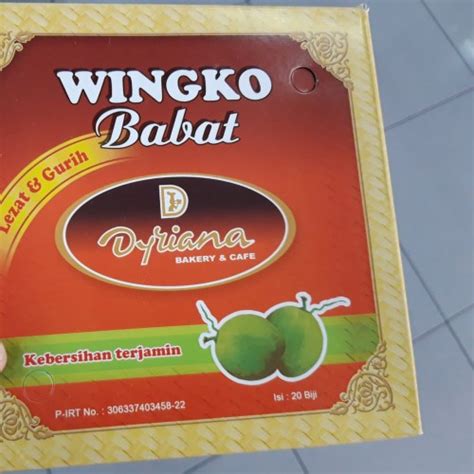 WINGKO
Babat
Lezat & Gurih
D
Dyriana
BAKERY & CAFE
Kebersihan terjamin
P-IRT No. : 306337403458-22
Isi : 20 Biji